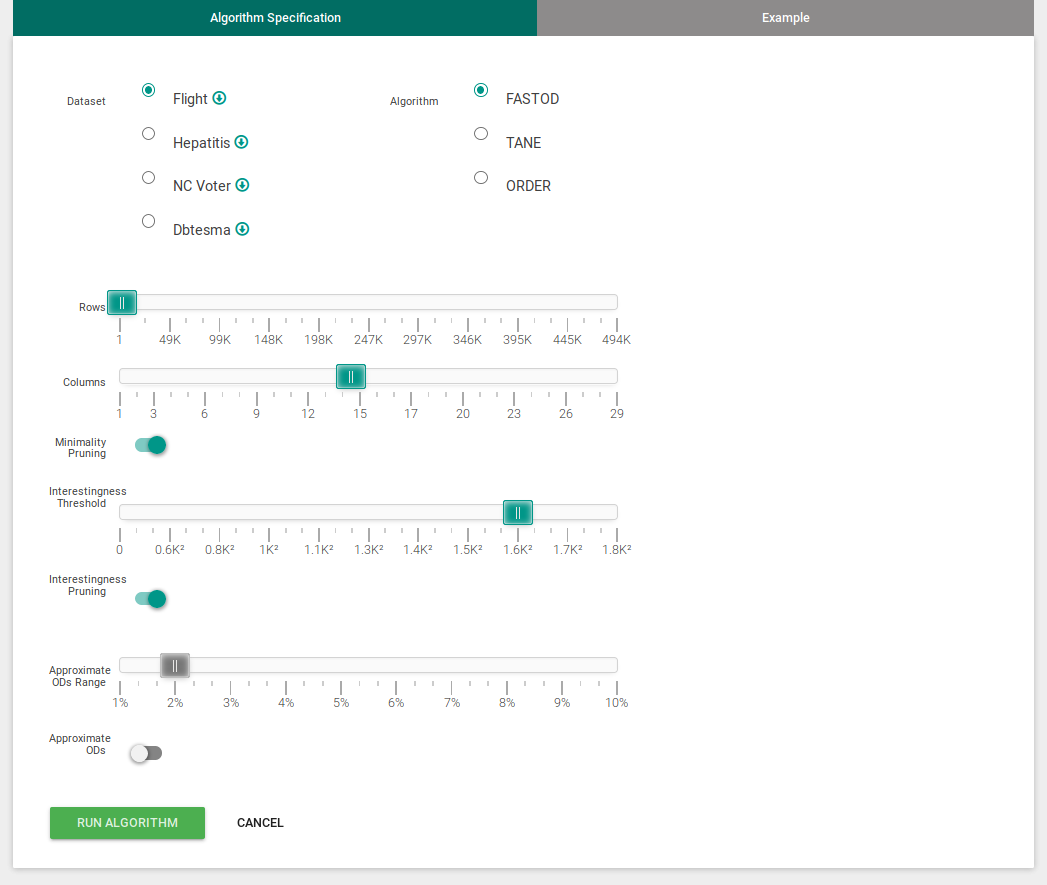 Algorithm Specification
Example
Dataset
Flight
Hepatitis
NC Voter
Dbtesma
Algorithm
FASTOD
TANE
ORDER
Rows
1 49K 99K 148K 198K 247K 297K 346K 395K 445K 494K
Columns
1 3 6 9 12 15 17 20 23 26 29
Minimality
Pruning
Interestingness
Threshold
0 0.6K² 0.8K² 1K² 1.1K² 1.3K² 1.4K² 1.5K² 1.6K² 1.7K² 1.8K²
Interestingness
Pruning
Approximate
ODs Range
1% 2% 3% 4% 5% 6% 7% 8% 9% 10%
Approximate
ODs
RUN ALGORITHM
CANCEL